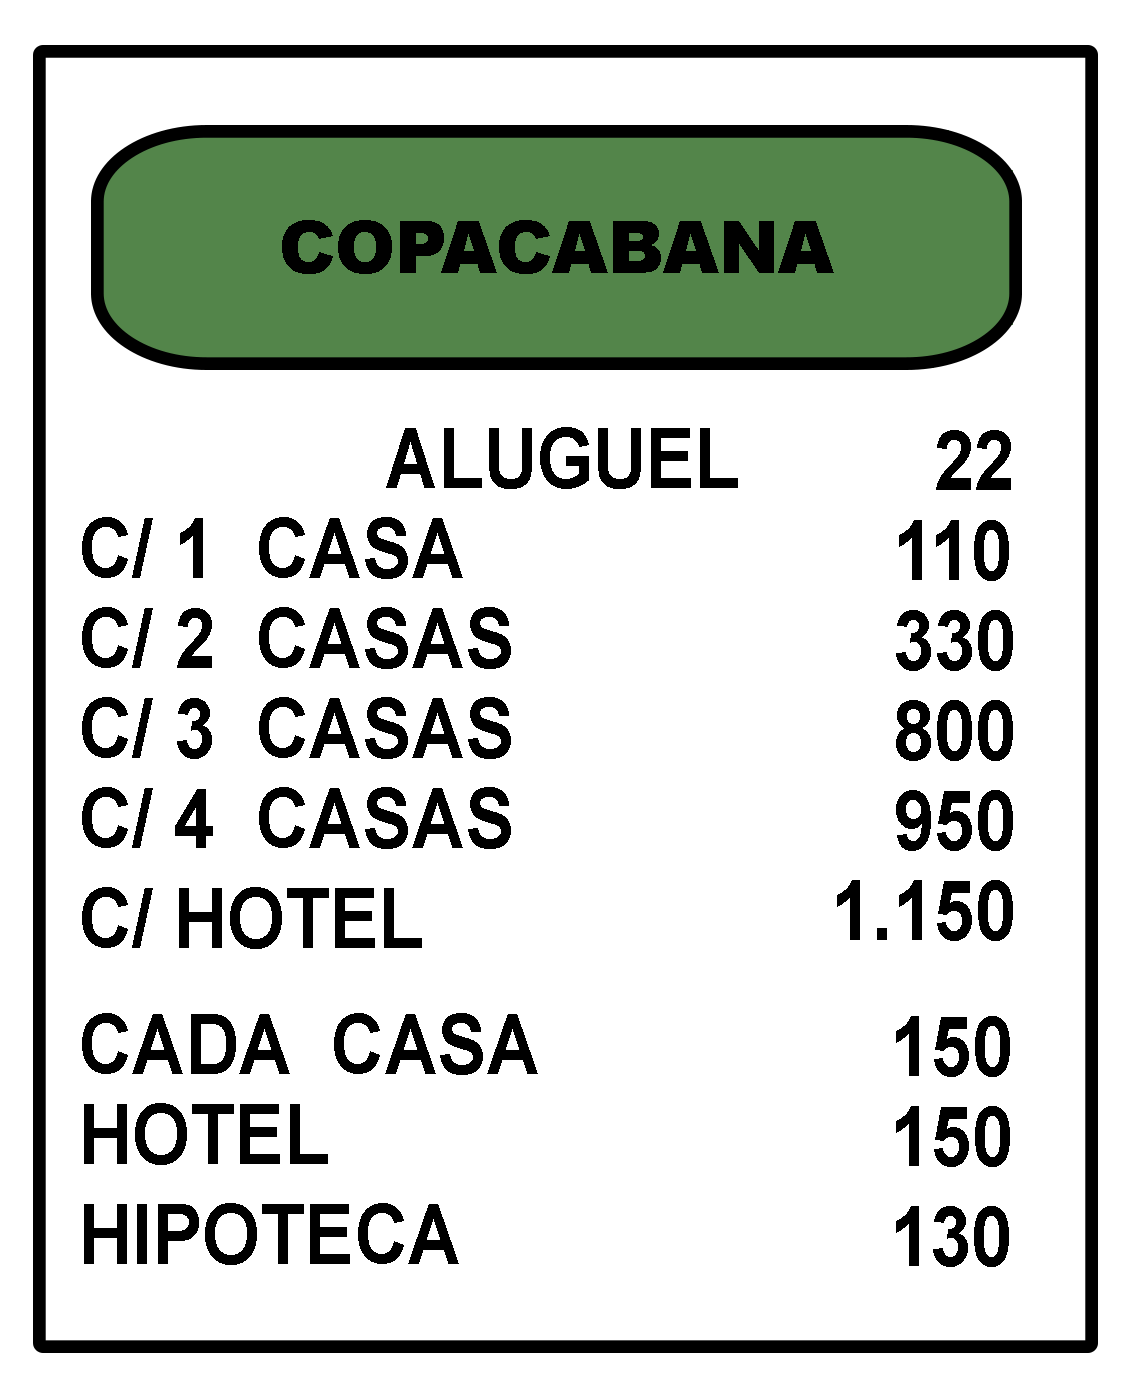 COPACABANA
ALUGUEL 22
C/ 1 CASA 110
C/ 2 CASAS 330
C/ 3 CASAS 800
C/ 4 CASAS 950
C/ HOTEL 1.150
CADA CASA 150
HOTEL 150
HIPOTECA 130